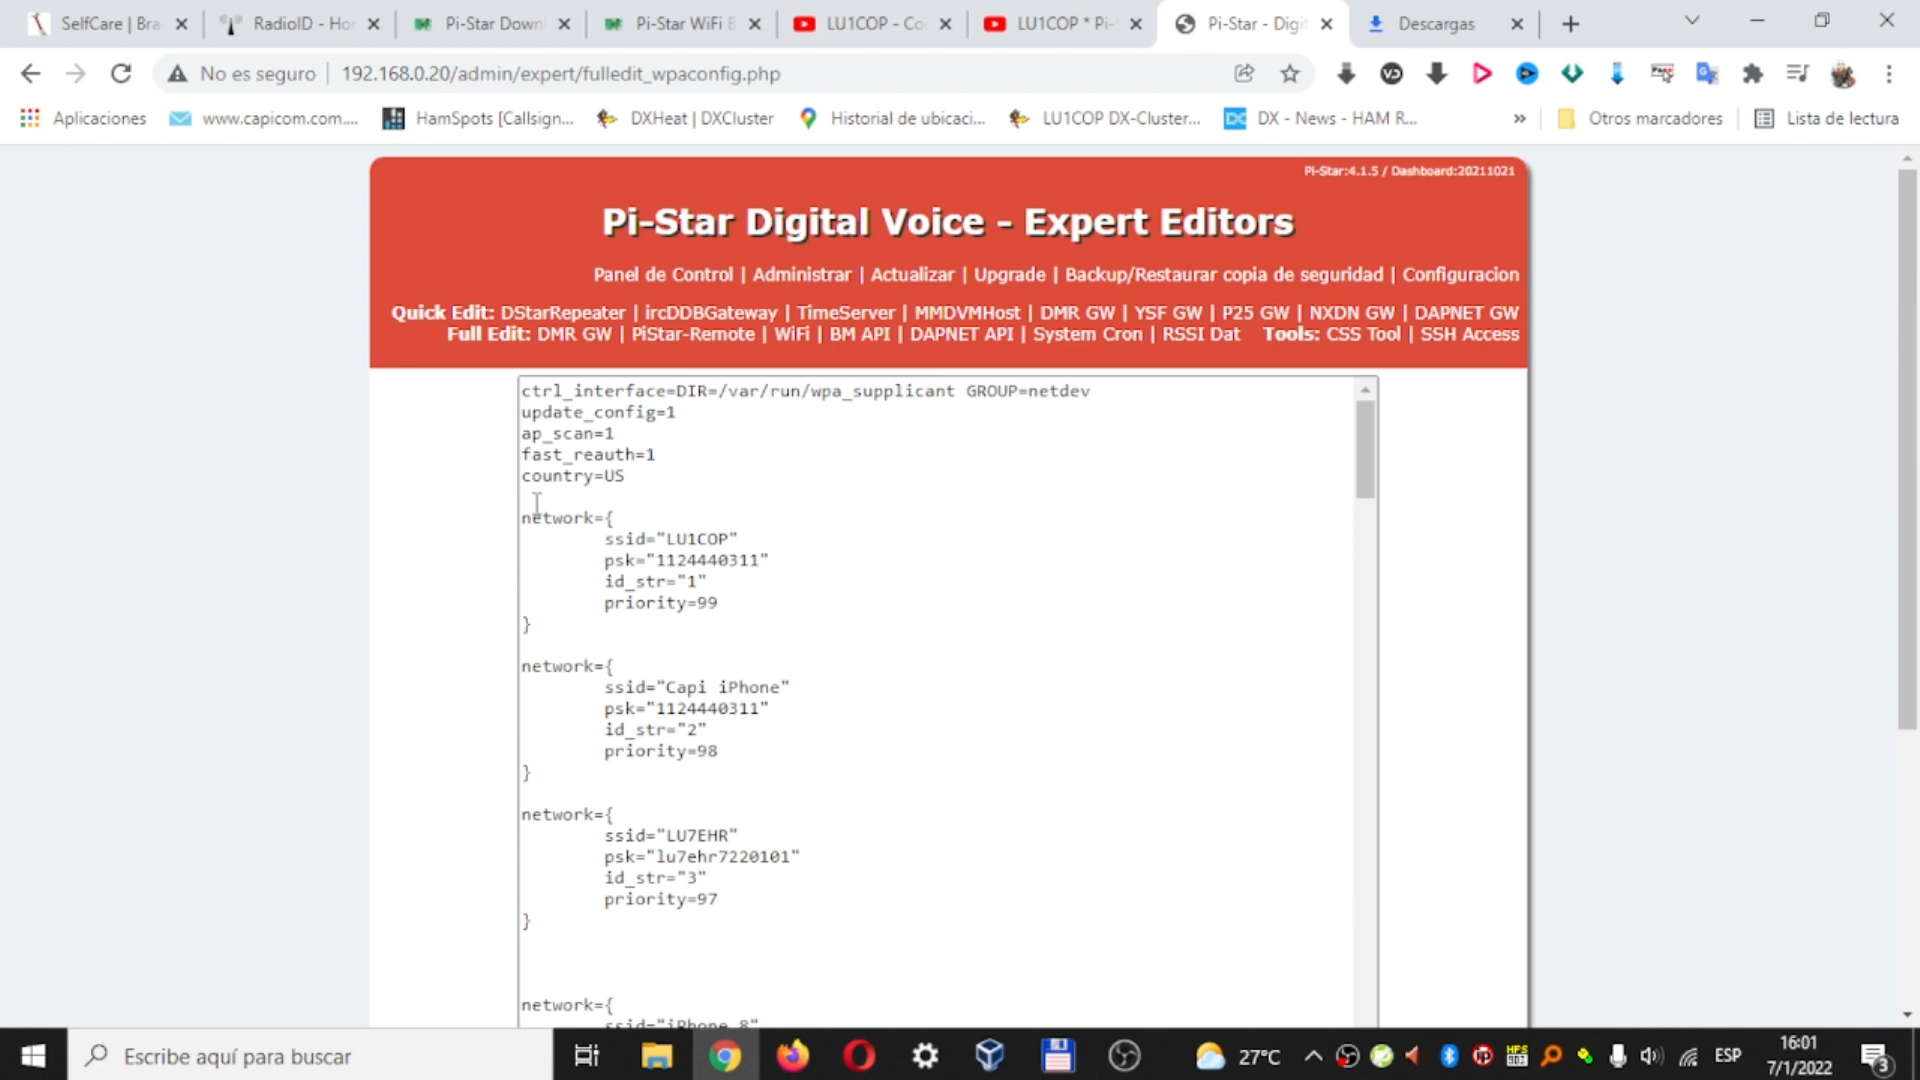 SelfCare | Bra
RadioID - Ho
Pi-Star Down
Pi-Star WiFi B
LU1COP - Co
LU1COP * Pi-
Pi-Star - Digit
Descargas
No es seguro
192.168.0.20/admin/expert/fulledit_wpaconfig.php
Aplicaciones
www.capicom.com....
HamSpots [Callsign...
DXHeat | DXCluster
Historial de ubicaci...
LU1COP DX-Cluster...
DX - News - HAM R...
»
Otros marcadores
Lista de lectura
Pi-Star:4.1.5 / Dashboard:20211021
Pi-Star Digital Voice - Expert Editors
Panel de Control | Administrar | Actualizar | Upgrade | Backup/Restaurar copia de seguridad | Configuracion
Quick Edit: DStarRepeater | ircDDBGateway | TimeServer | MMDVMHost | DMR GW | YSF GW | P25 GW | NXDN GW | DAPNET GW
Full Edit: DMR GW | PiStar-Remote | WiFi | BM API | DAPNET API | System Cron | RSSI Dat Tools: CSS Tool | SSH Access
ctrl_interface=DIR=/var/run/wpa_supplicant GROUP=netdev
update_config=1
ap_scan=1
fast_reauth=1
country=US
network={
ssid="LU1COP"
psk="1124440311"
id_str="1"
priority=99
}
network={
ssid="Capi iPhone"
psk="1124440311"
id_str="2"
priority=98
}
network={
ssid="LU7EHR"
psk="lu7ehr7220101"
id_str="3"
priority=97
}
network={
ssid="iPhone 8"
Escribe aquí para buscar
27°C
ESP
16:01
7/1/2022
3